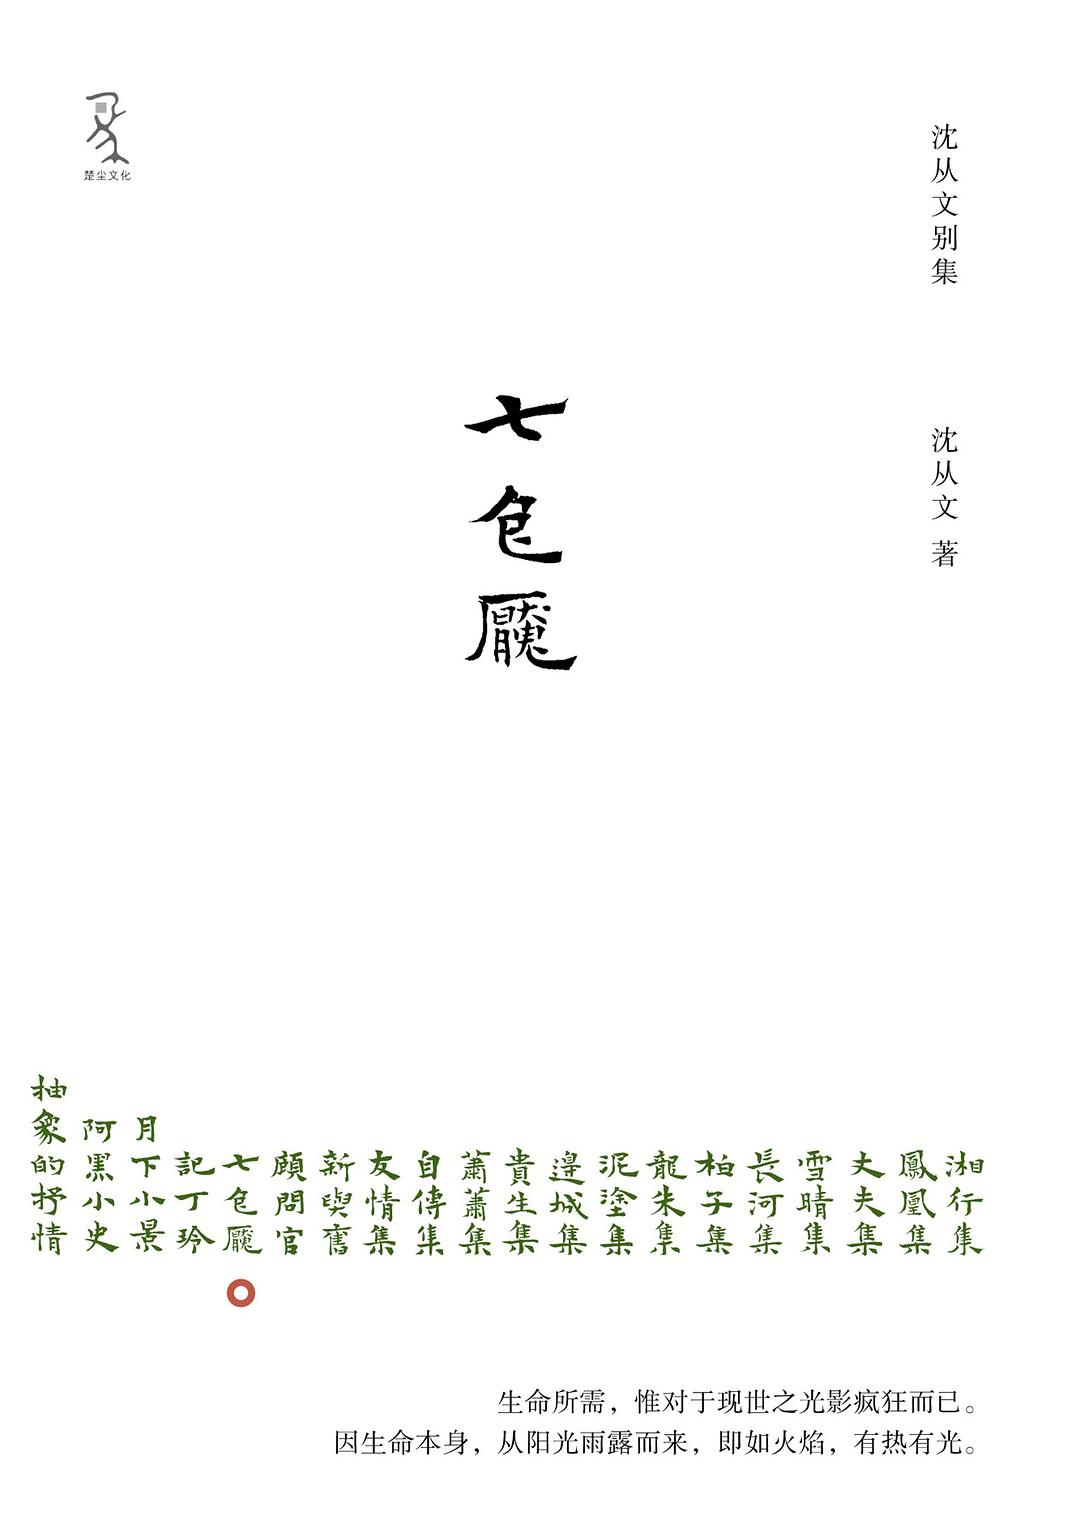 楚尘文化
沈从文别集
沈从文 著
七色魘
湘行集
鳳凰集
丈夫集
雪晴集
長河集
柏子集
龍朱集
泥塗集
邊城集
貴生集
蕭蕭集
自傳集
友情集
新與舊
顧問官
七色魘
記丁玲
月下小景
阿黑小史
抽象的抒情
生命所需，惟对于现世之光影疯狂而已。
因生命本身，从阳光雨露而来，即如火焰，有热有光。